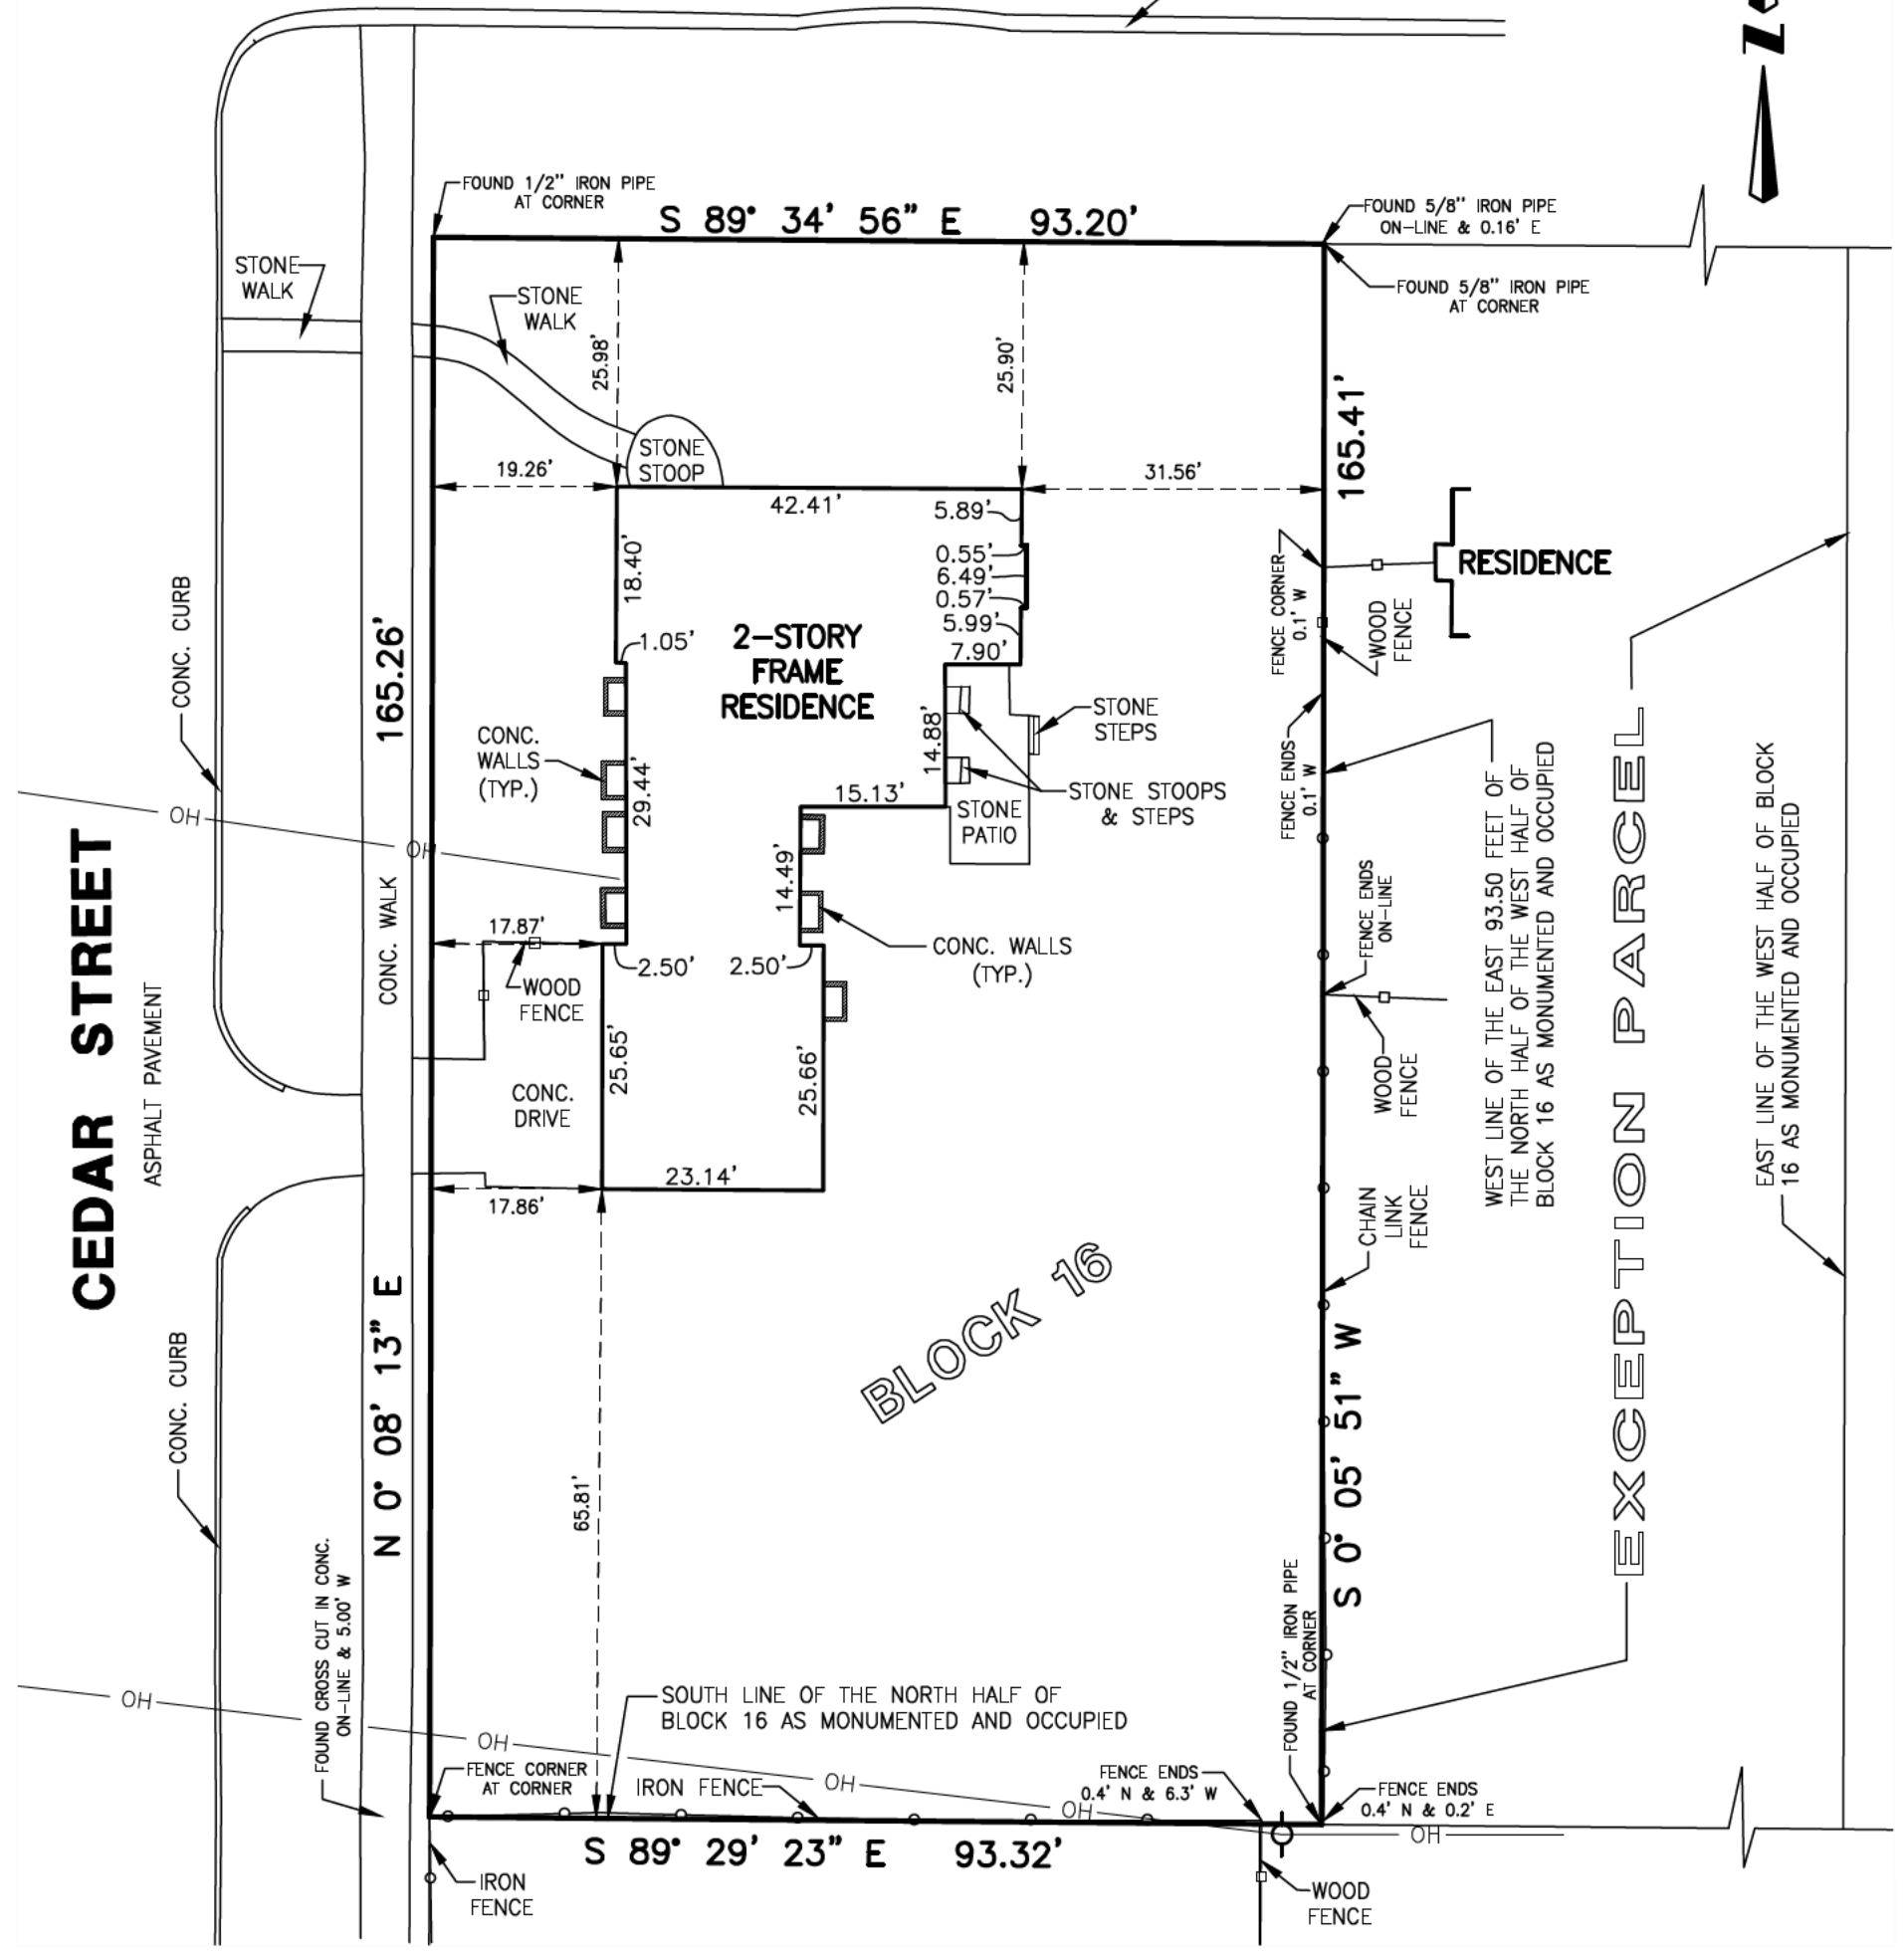 N
FOUND 1/2" IRON PIPE
AT CORNER
S 89° 34' 56" E 93.20'
FOUND 5/8" IRON PIPE
ON-LINE & 0.16' E
FOUND 5/8" IRON PIPE
AT CORNER
STONE
WALK
STONE
WALK
25.98'
25.90'
165.41'
STONE
STOOP
19.26'
31.56'
42.41'
5.89'
0.55'
6.49'
0.57'
5.99'
7.90'
18.40'
1.05'
2-STORY
FRAME
RESIDENCE
FENCE CORNER
0.1' W
WOOD
FENCE
RESIDENCE
CONC. CURB
165.26'
CONC.
WALLS
(TYP.)
29.44'
14.88'
STONE
STEPS
15.13'
STONE
PATIO
STONE STOOPS
& STEPS
FENCE ENDS
0.1' W
WEST LINE OF THE EAST 93.50 FEET OF
THE NORTH HALF OF THE WEST HALF OF
BLOCK 16 AS MONUMENTED AND OCCUPIED
EXCEPTION PARCEL
EAST LINE OF THE WEST HALF OF BLOCK
16 AS MONUMENTED AND OCCUPIED
OH
OH
CEDAR STREET
ASPHALT PAVEMENT
CONC. WALK
14.49'
CONC. WALLS
(TYP.)
FENCE ENDS
ON-LINE
17.87'
2.50'
2.50'
WOOD
FENCE
WOOD
FENCE
25.65'
25.66'
CONC.
DRIVE
23.14'
17.86'
CHAIN
LINK
FENCE
BLOCK 16
CONC. CURB
N 0° 08' 13" E
S 0° 05' 51" W
65.81'
FOUND CROSS CUT IN CONC.
ON-LINE & 5.00' W
FOUND 1/2" IRON PIPE
AT CORNER
OH
OH
SOUTH LINE OF THE NORTH HALF OF
BLOCK 16 AS MONUMENTED AND OCCUPIED
FENCE CORNER
AT CORNER
IRON FENCE
OH
FENCE ENDS
0.4' N & 6.3' W
OH
FENCE ENDS
0.4' N & 0.2' E
OH
S 89° 29' 23" E 93.32'
IRON
FENCE
WOOD
FENCE